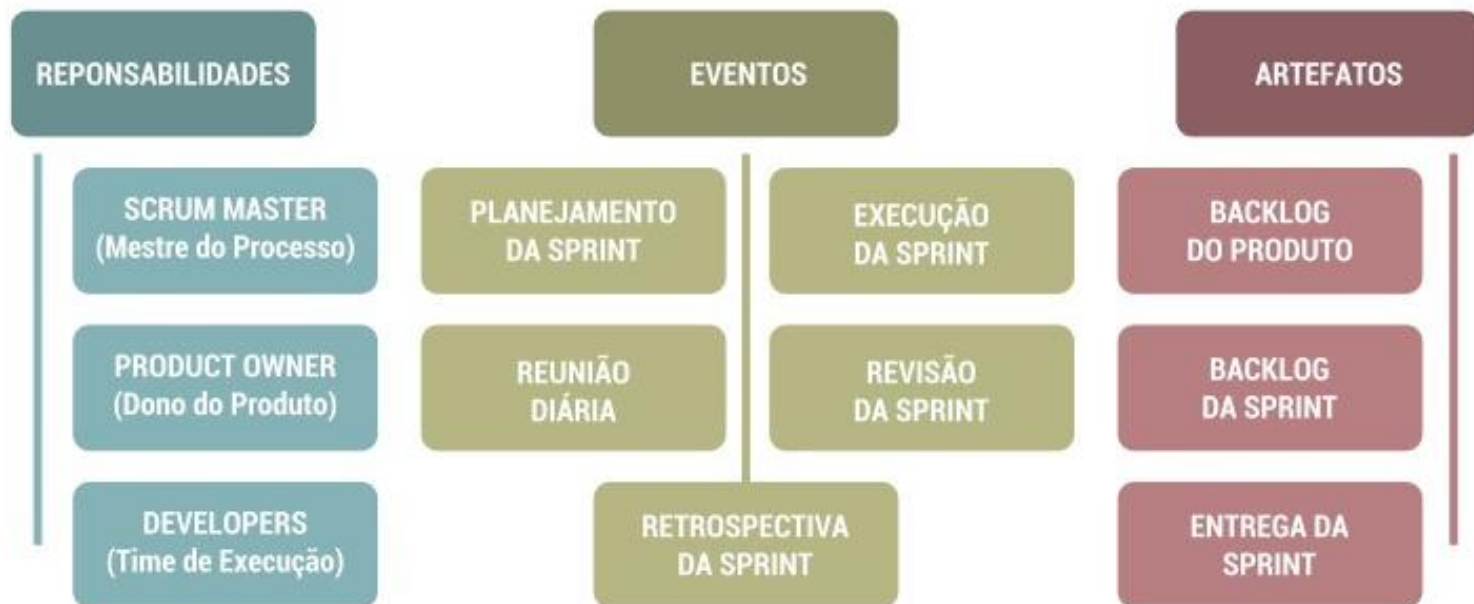 REPONSABILIDADES
EVENTOS
ARTEFATOS
SCRUM MASTER
(Mestre do Processo)
PLANEJAMENTO
DA SPRINT
EXECUÇÃO
DA SPRINT
BACKLOG
DO PRODUTO
PRODUCT OWNER
(Dono do Produto)
REUNIÃO
DIÁRIA
REVISÃO
DA SPRINT
BACKLOG
DA SPRINT
DEVELOPERS
(Time de Execução)
RETROSPECTIVA
DA SPRINT
ENTREGA DA
SPRINT